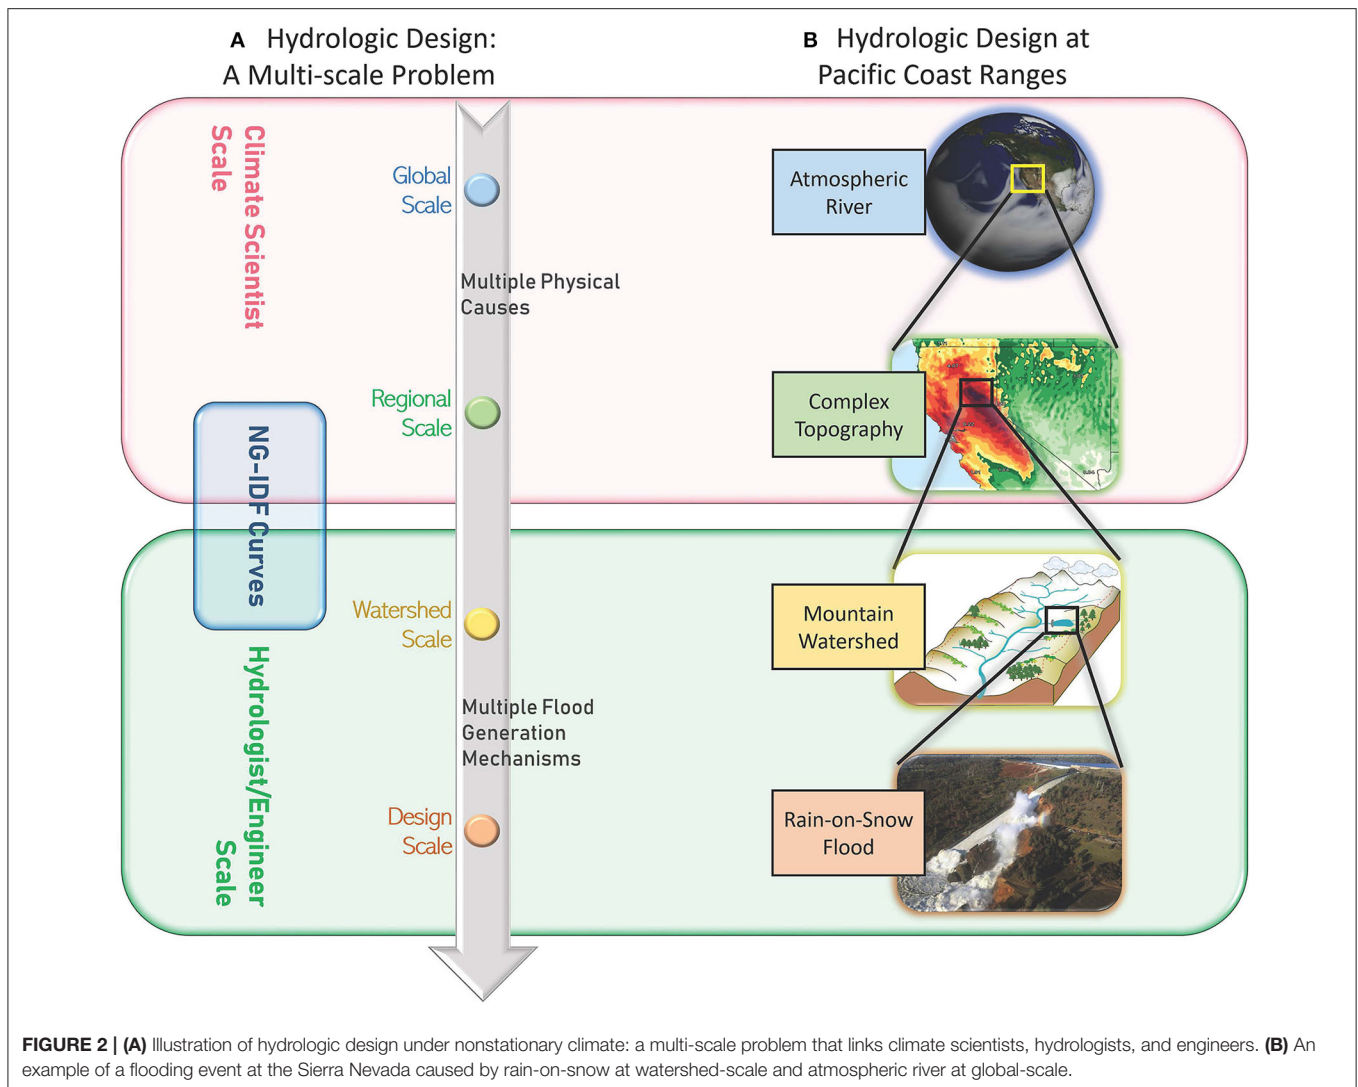 A Hydrologic Design:
A Multi-scale Problem
B Hydrologic Design at
Pacific Coast Ranges
Climate Scientist
Scale
Global
Scale
Multiple Physical
Causes
Regional
Scale
NG-IDF Curves
Watershed
Scale
Multiple Flood
Generation
Mechanisms
Hydrologist/Engineer
Scale
Design
Scale
Atmospheric
River
Complex
Topography
Mountain
Watershed
Rain-on-Snow
Flood
FIGURE 2 | (A) Illustration of hydrologic design under nonstationary climate: a multi-scale problem that links climate scientists, hydrologists, and engineers. (B) An
example of a flooding event at the Sierra Nevada caused by rain-on-snow at watershed-scale and atmospheric river at global-scale.